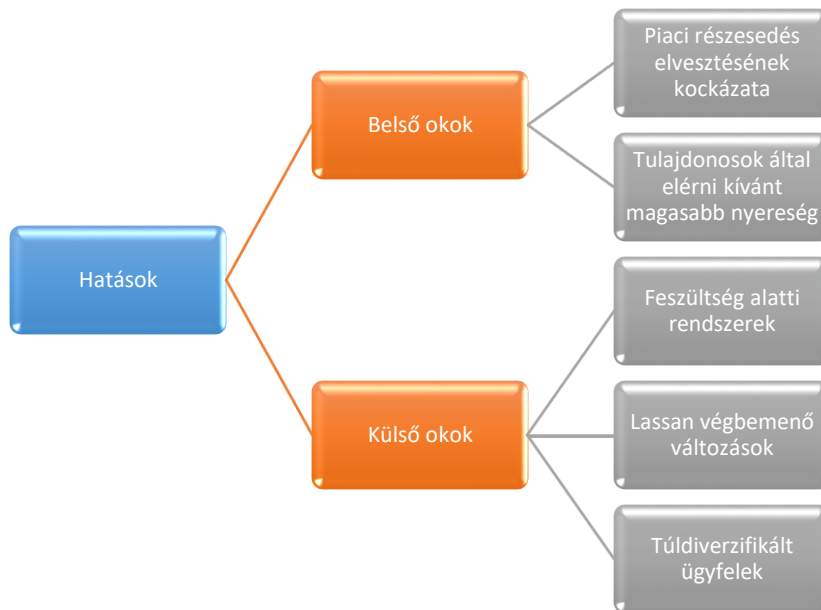 Hatások
Belső okok
Piaci részesedés
elvesztésének
kockázata
Tulajdonosok által
elérni kívánt
magasabb nyereség
Külső okok
Feszültség alatti
rendszerek
Lassan végbemenő
változások
Túldiverzifikált
ügyfelek